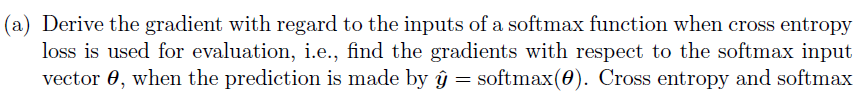 (a) Derive the gradient with regard to the inputs of a softmax function when cross entropy
loss is used for evaluation, i.e., find the gradients with respect to the softmax input
vector θ, when the prediction is made by ŷ = softmax(θ). Cross entropy and softmax